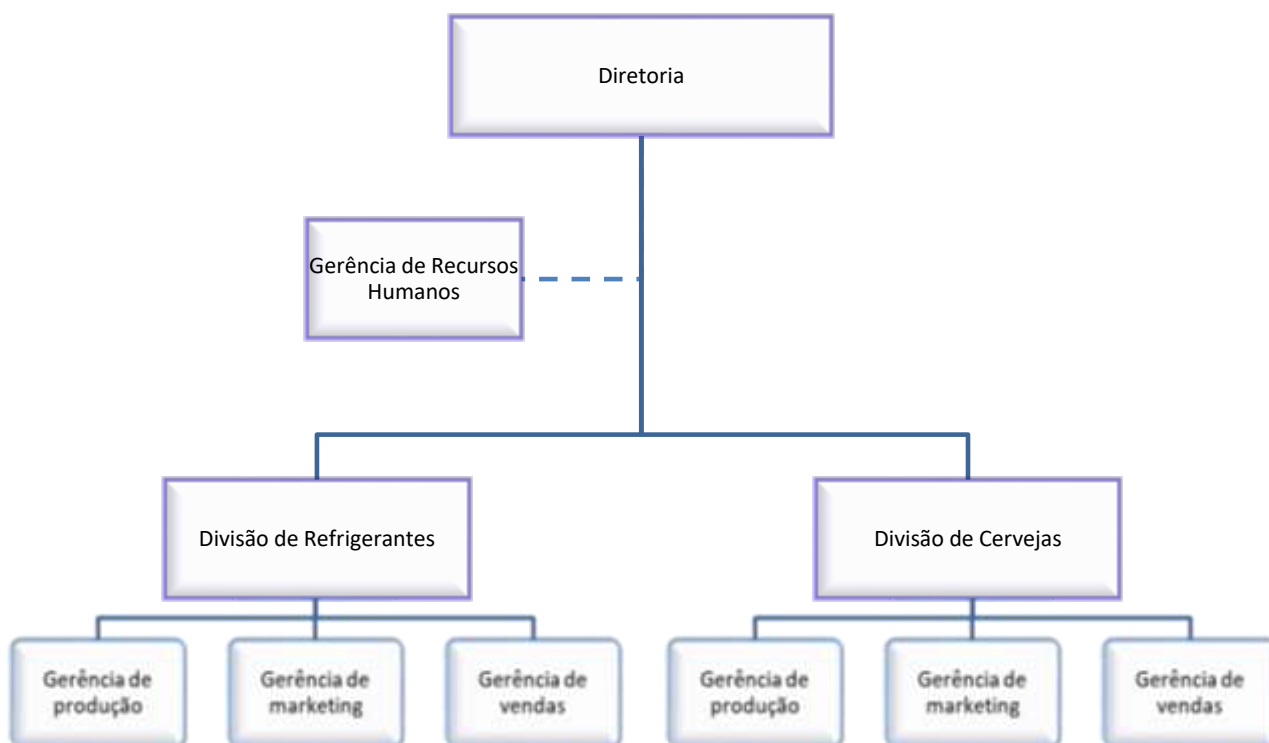 Diretoria
Gerência de Recursos
Humanos
Divisão de Refrigerantes
Divisão de Cervejas
Gerência de
produção
Gerência de
marketing
Gerência de
vendas
Gerência de
produção
Gerência de
marketing
Gerência de
vendas